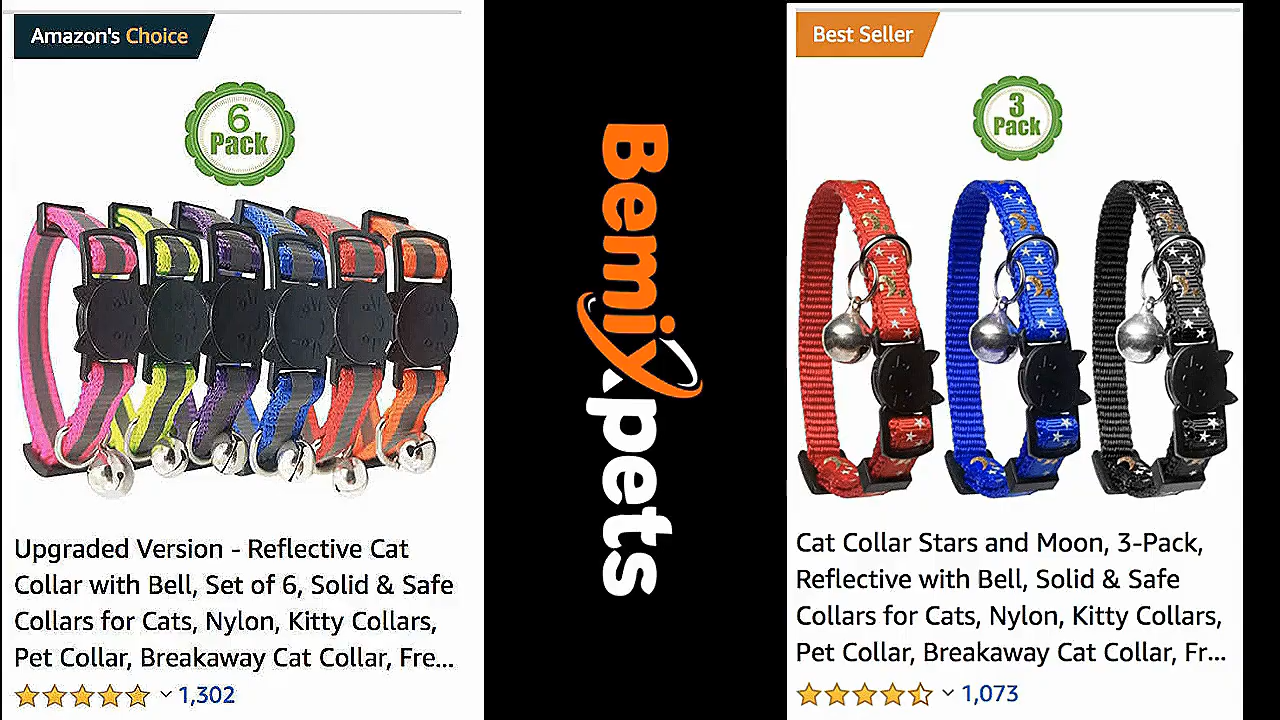 Amazon's Choice
6
Pack
Upgraded Version - Reflective Cat
Collar with Bell, Set of 6, Solid & Safe
Collars for Cats, Nylon, Kitty Collars,
Pet Collar, Breakaway Cat Collar, Fre...
1,302
Bemixpets
Best Seller
3
Pack
Cat Collar Stars and Moon, 3-Pack,
Reflective with Bell, Solid & Safe
Collars for Cats, Nylon, Kitty Collars,
Pet Collar, Breakaway Cat Collar, Fr...
1,073